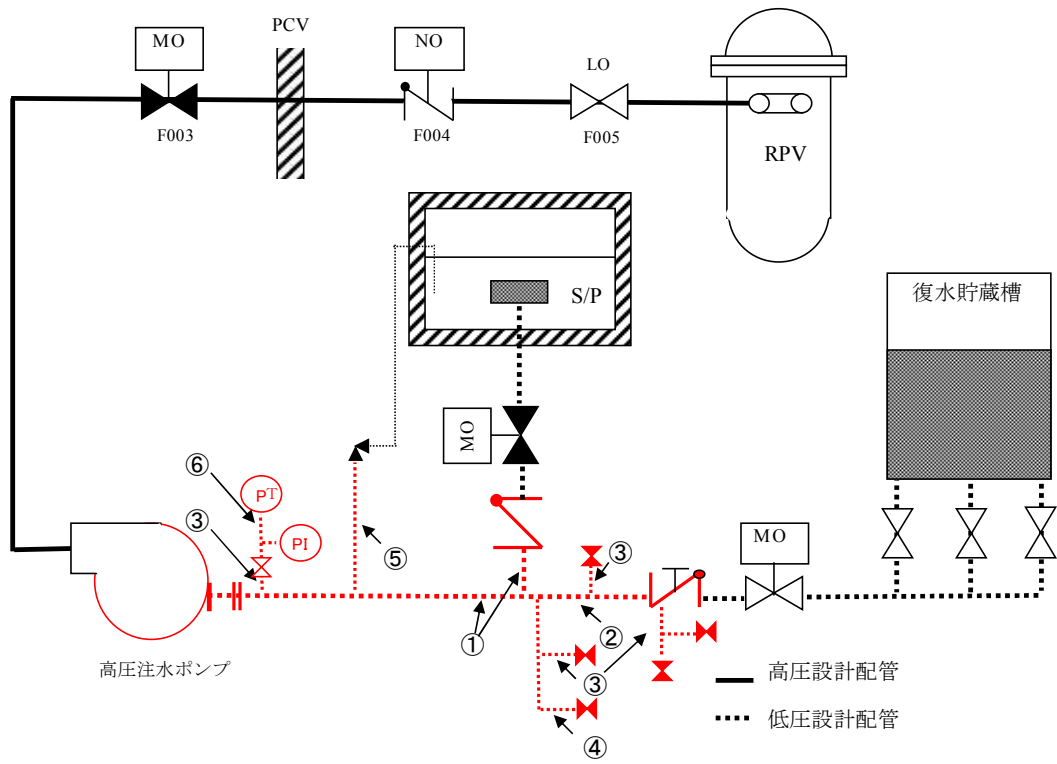 PCV
MO
NO
LO
F003
F004
F005
RPV
S/P
復水貯蔵槽
MO
⑥
PT
③
PI
⑤
③
MO
①
②
③
④
高圧注水ポンプ
高圧設計配管
低圧設計配管